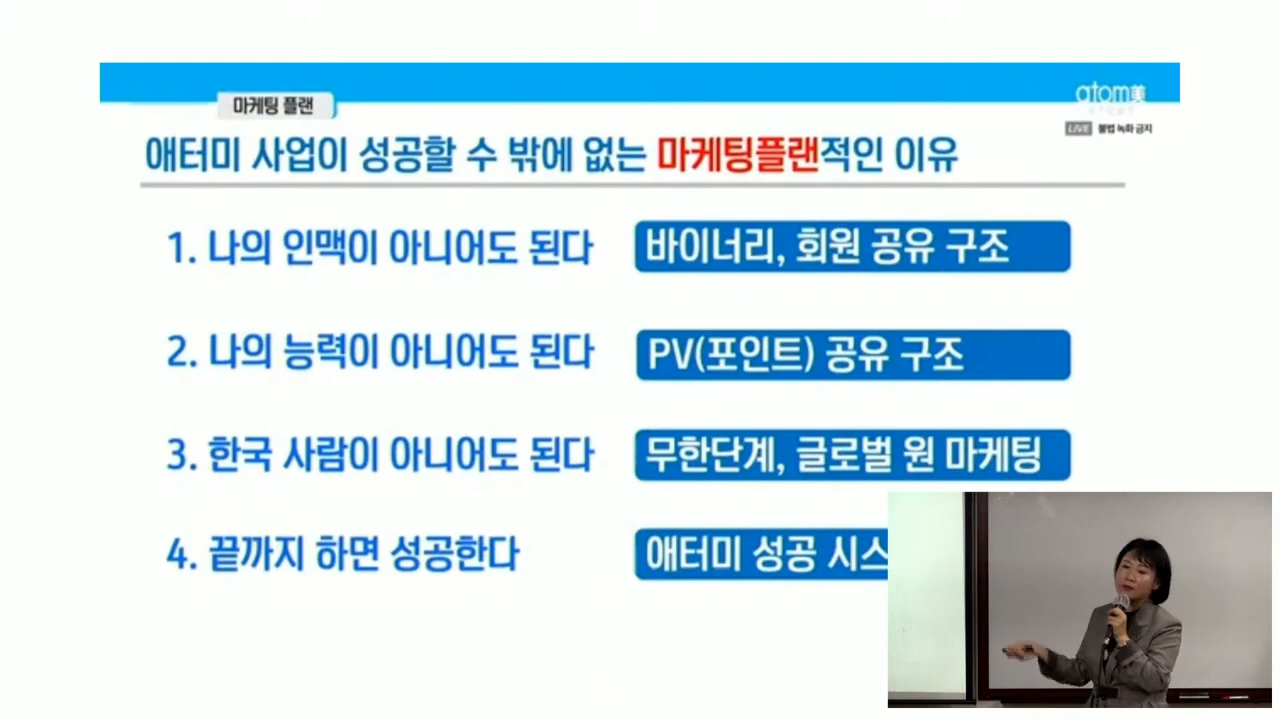 마케팅 플랜
atom美
LIVE 불법 녹화 금지
애터미 사업이 성공할 수 밖에 없는 마케팅플랜적인 이유
1. 나의 인맥이 아니어도 된다 바이너리, 회원 공유 구조
2. 나의 능력이 아니어도 된다 PV(포인트) 공유 구조
3. 한국 사람이 아니어도 된다 무한단계, 글로벌 원 마케팅
4. 끝까지 하면 성공한다 애터미 성공 시스